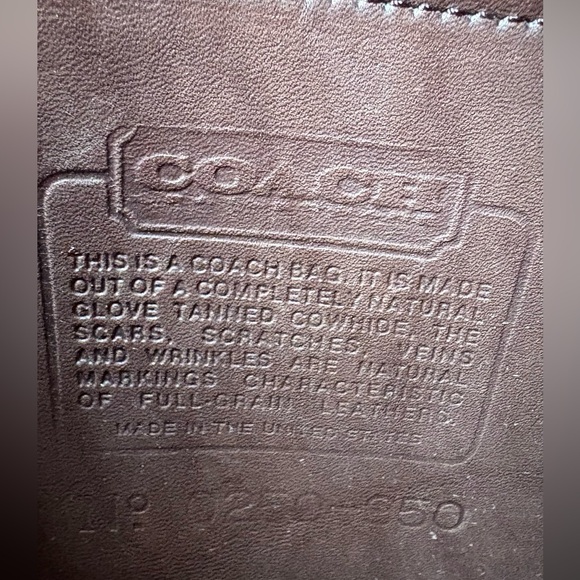 COACH
THIS IS A COACH BAG. IT IS MADE
OUT OF A COMPLETELY NATURAL
GLOVE TANNED COWHIDE, THE
SCARS, SCRATCHES, VEINS
AND WRINKLES ARE NATURAL
MARKINGS CHARACTERISTIC
OF FULL-GRAIN LEATHERS.
MADE IN THE UNITED STATES